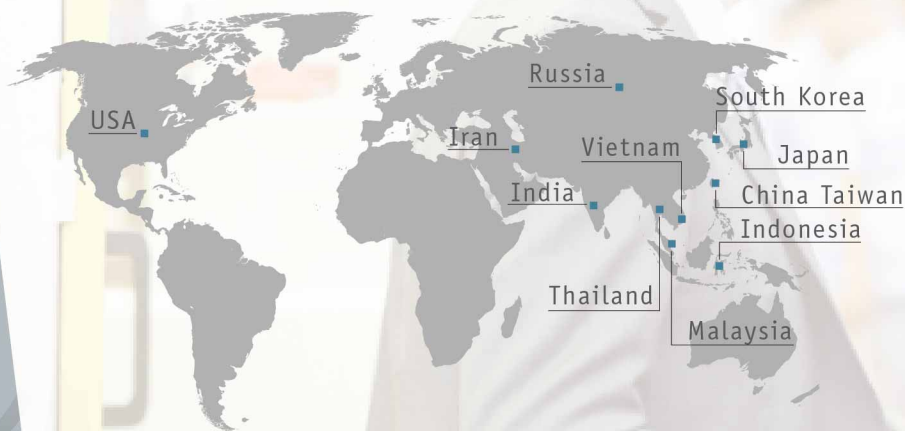 Russia
South Korea
USA
Iran
Vietnam
Japan
India
China Taiwan
Indonesia
Thailand
Malaysia